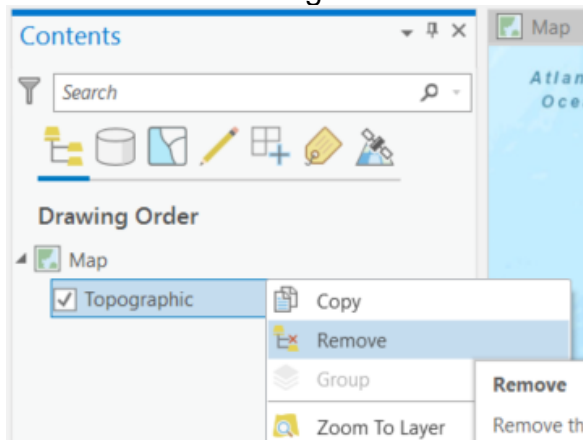 Contents
Map
Search
Atlan
Oce
Drawing Order
Map
Topographic
Copy
Remove
Group
Remove
Zoom To Layer
Remove th